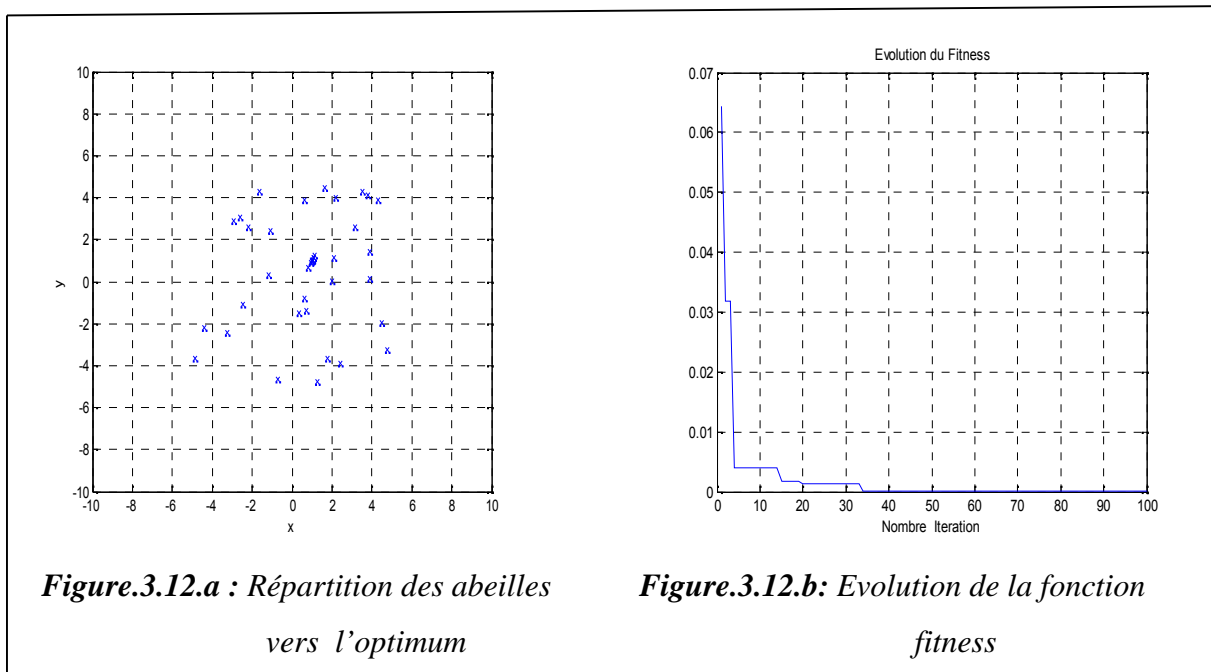 10
8
6
4
2
0
-2
-4
-6
-8
-10
y
-10 -8 -6 -4 -2 0 2 4 6 8 10
x
Evolution du Fitness
0.07
0.06
0.05
0.04
0.03
0.02
0.01
0
0 10 20 30 40 50 60 70 80 90 100
Nombre Iteration
Figure.3.12.a : Répartition des abeilles
vers l’optimum
Figure.3.12.b: Evolution de la fonction
fitness